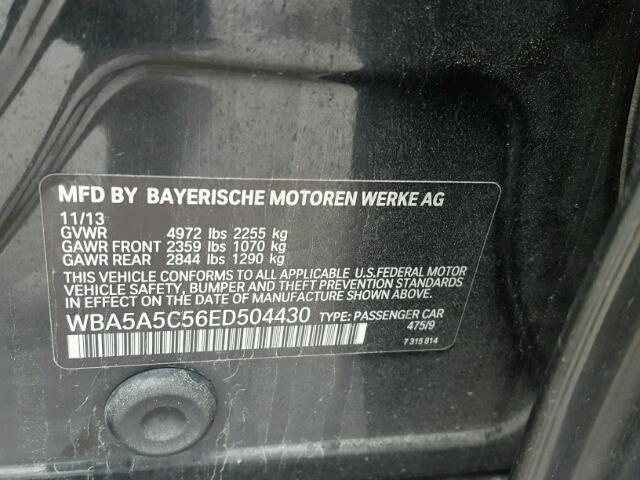 MFD BY BAYERISCHE MOTOREN WERKE AG
11/13
GVWR 4972 lbs 2255 kg
GAWR FRONT 2359 lbs 1070 kg
GAWR REAR 2844 lbs 1290 kg
THIS VEHICLE CONFORMS TO ALL APPLICABLE U.S.FEDERAL MOTOR
VEHICLE SAFETY, BUMPER AND THEFT PREVENTION STANDARDS
IN EFFECT ON THE DATE OF MANUFACTURE SHOWN ABOVE.
WBA5A5C56ED504430 TYPE: PASSENGER CAR
475/9
7 315 814